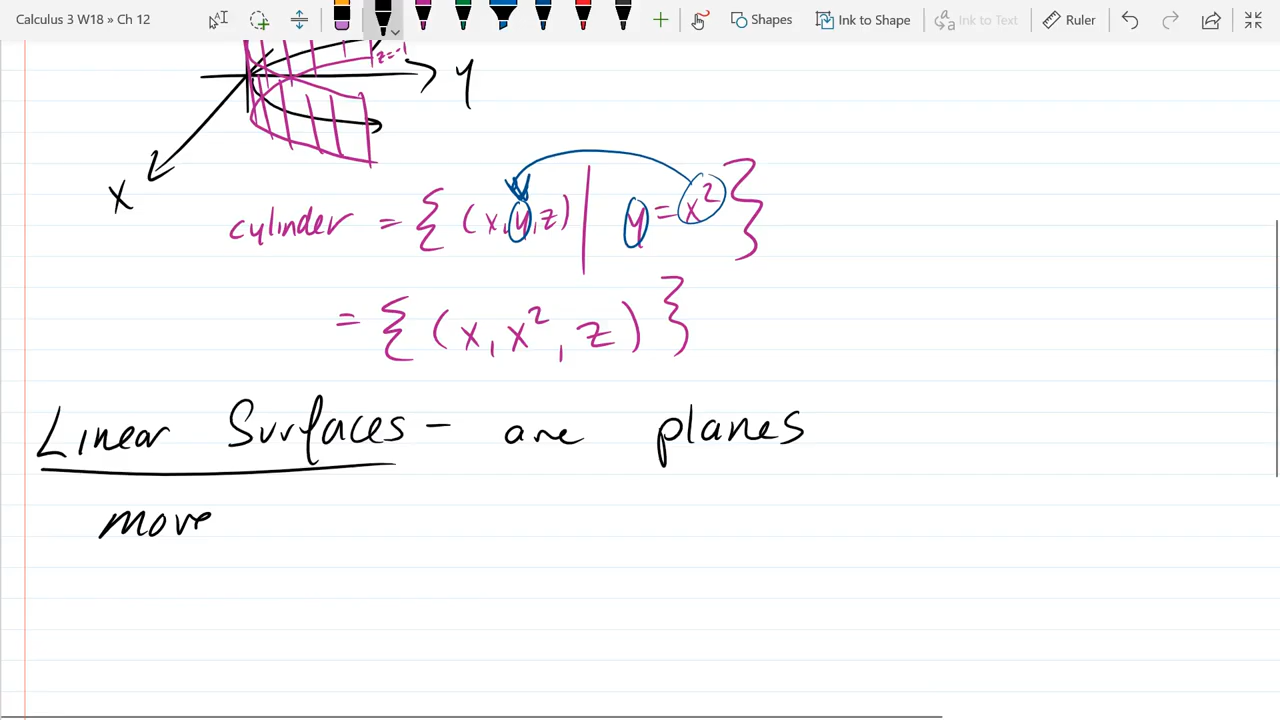 Calculus 3 W18 » Ch 12
Shapes
Ink to Shape
Ink to Text
Ruler
z=-1
y
x
cylinder = { (x,y,z) | y = x² }
= { (x, x², z) }
Linear Surfaces - are planes
move